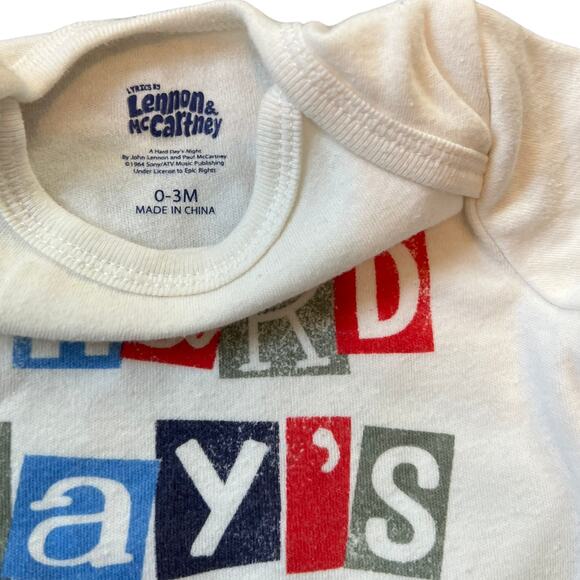 LYRICS BY
Lennon &
McCartney
A Hard Day's Night
By John Lennon and Paul McCartney
©1964 Sony/ATV Music Publishing
Under License to Epic Rights
0-3M
MADE IN CHINA
HARD
ay's